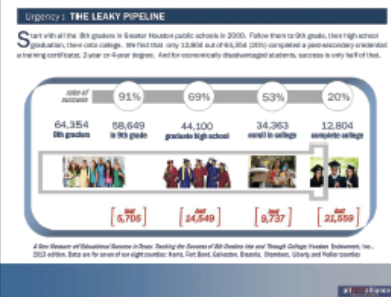 Urgency: THE LEAKY PIPELINE
Start with all the 8th graders in Greater Houston public schools in 2000. Follow them to 9th grade, then high school
graduation, then onto college. We find that only 12,804 out of 64,354 (20%) completed a post-secondary credential:
a training certificate, 2-year or 4-year degree. And for economically disadvantaged students, success is only half of that.
rates of
success
91%
69%
53%
20%
64,354
8th graders
58,649
in 9th grade
44,100
graduate high school
34,363
enroll in college
12,804
complete college
[5,705]
[14,549]
[9,737]
[21,559]
A New Measure of Educational Success in Texas: Tracking the Success of 8th Graders into and Through College; Houston Endowment, Inc.,
2013 edition. Data are for seven of our eight counties: Harris, Fort Bend, Galveston, Brazoria, Chambers, Liberty, and Waller counties